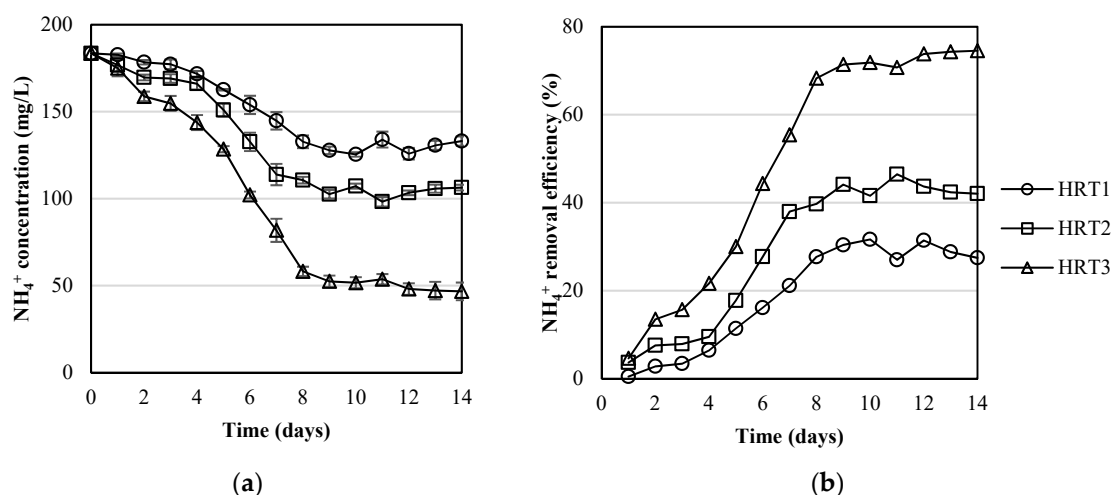 NH₄⁺ concentration (mg/L)
200
150
100
50
0
0 2 4 6 8 10 12 14
Time (days)
(a)
NH₄⁺ removal efficiency (%)
80
60
40
20
0
0 2 4 6 8 10 12 14
Time (days)
(b)
HRT1
HRT2
HRT3